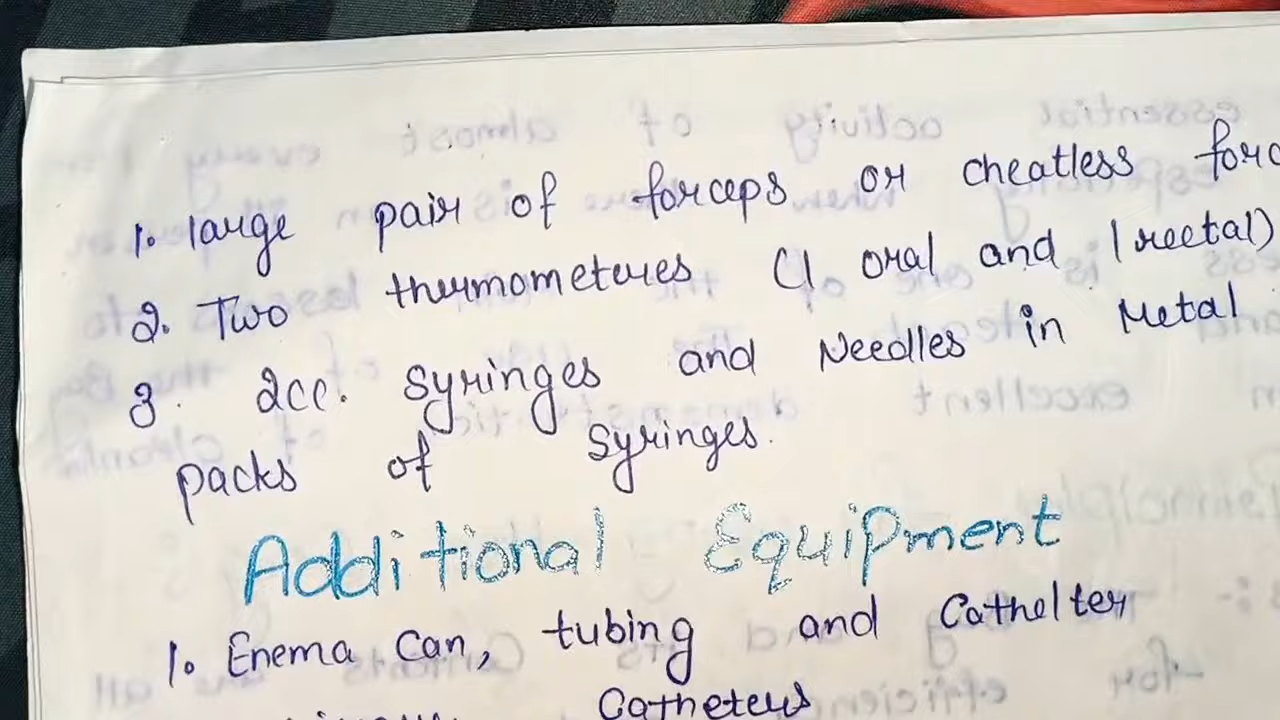 1. large pair of forceps or cheatless forc
2. Two thermometeres (1 oral and 1 rectal)
3. 2cc. Syringes and Needles in Metal
packs of Syringes.
Additional Equipment
1. Enema Can, tubing and Cathelter
Catheters